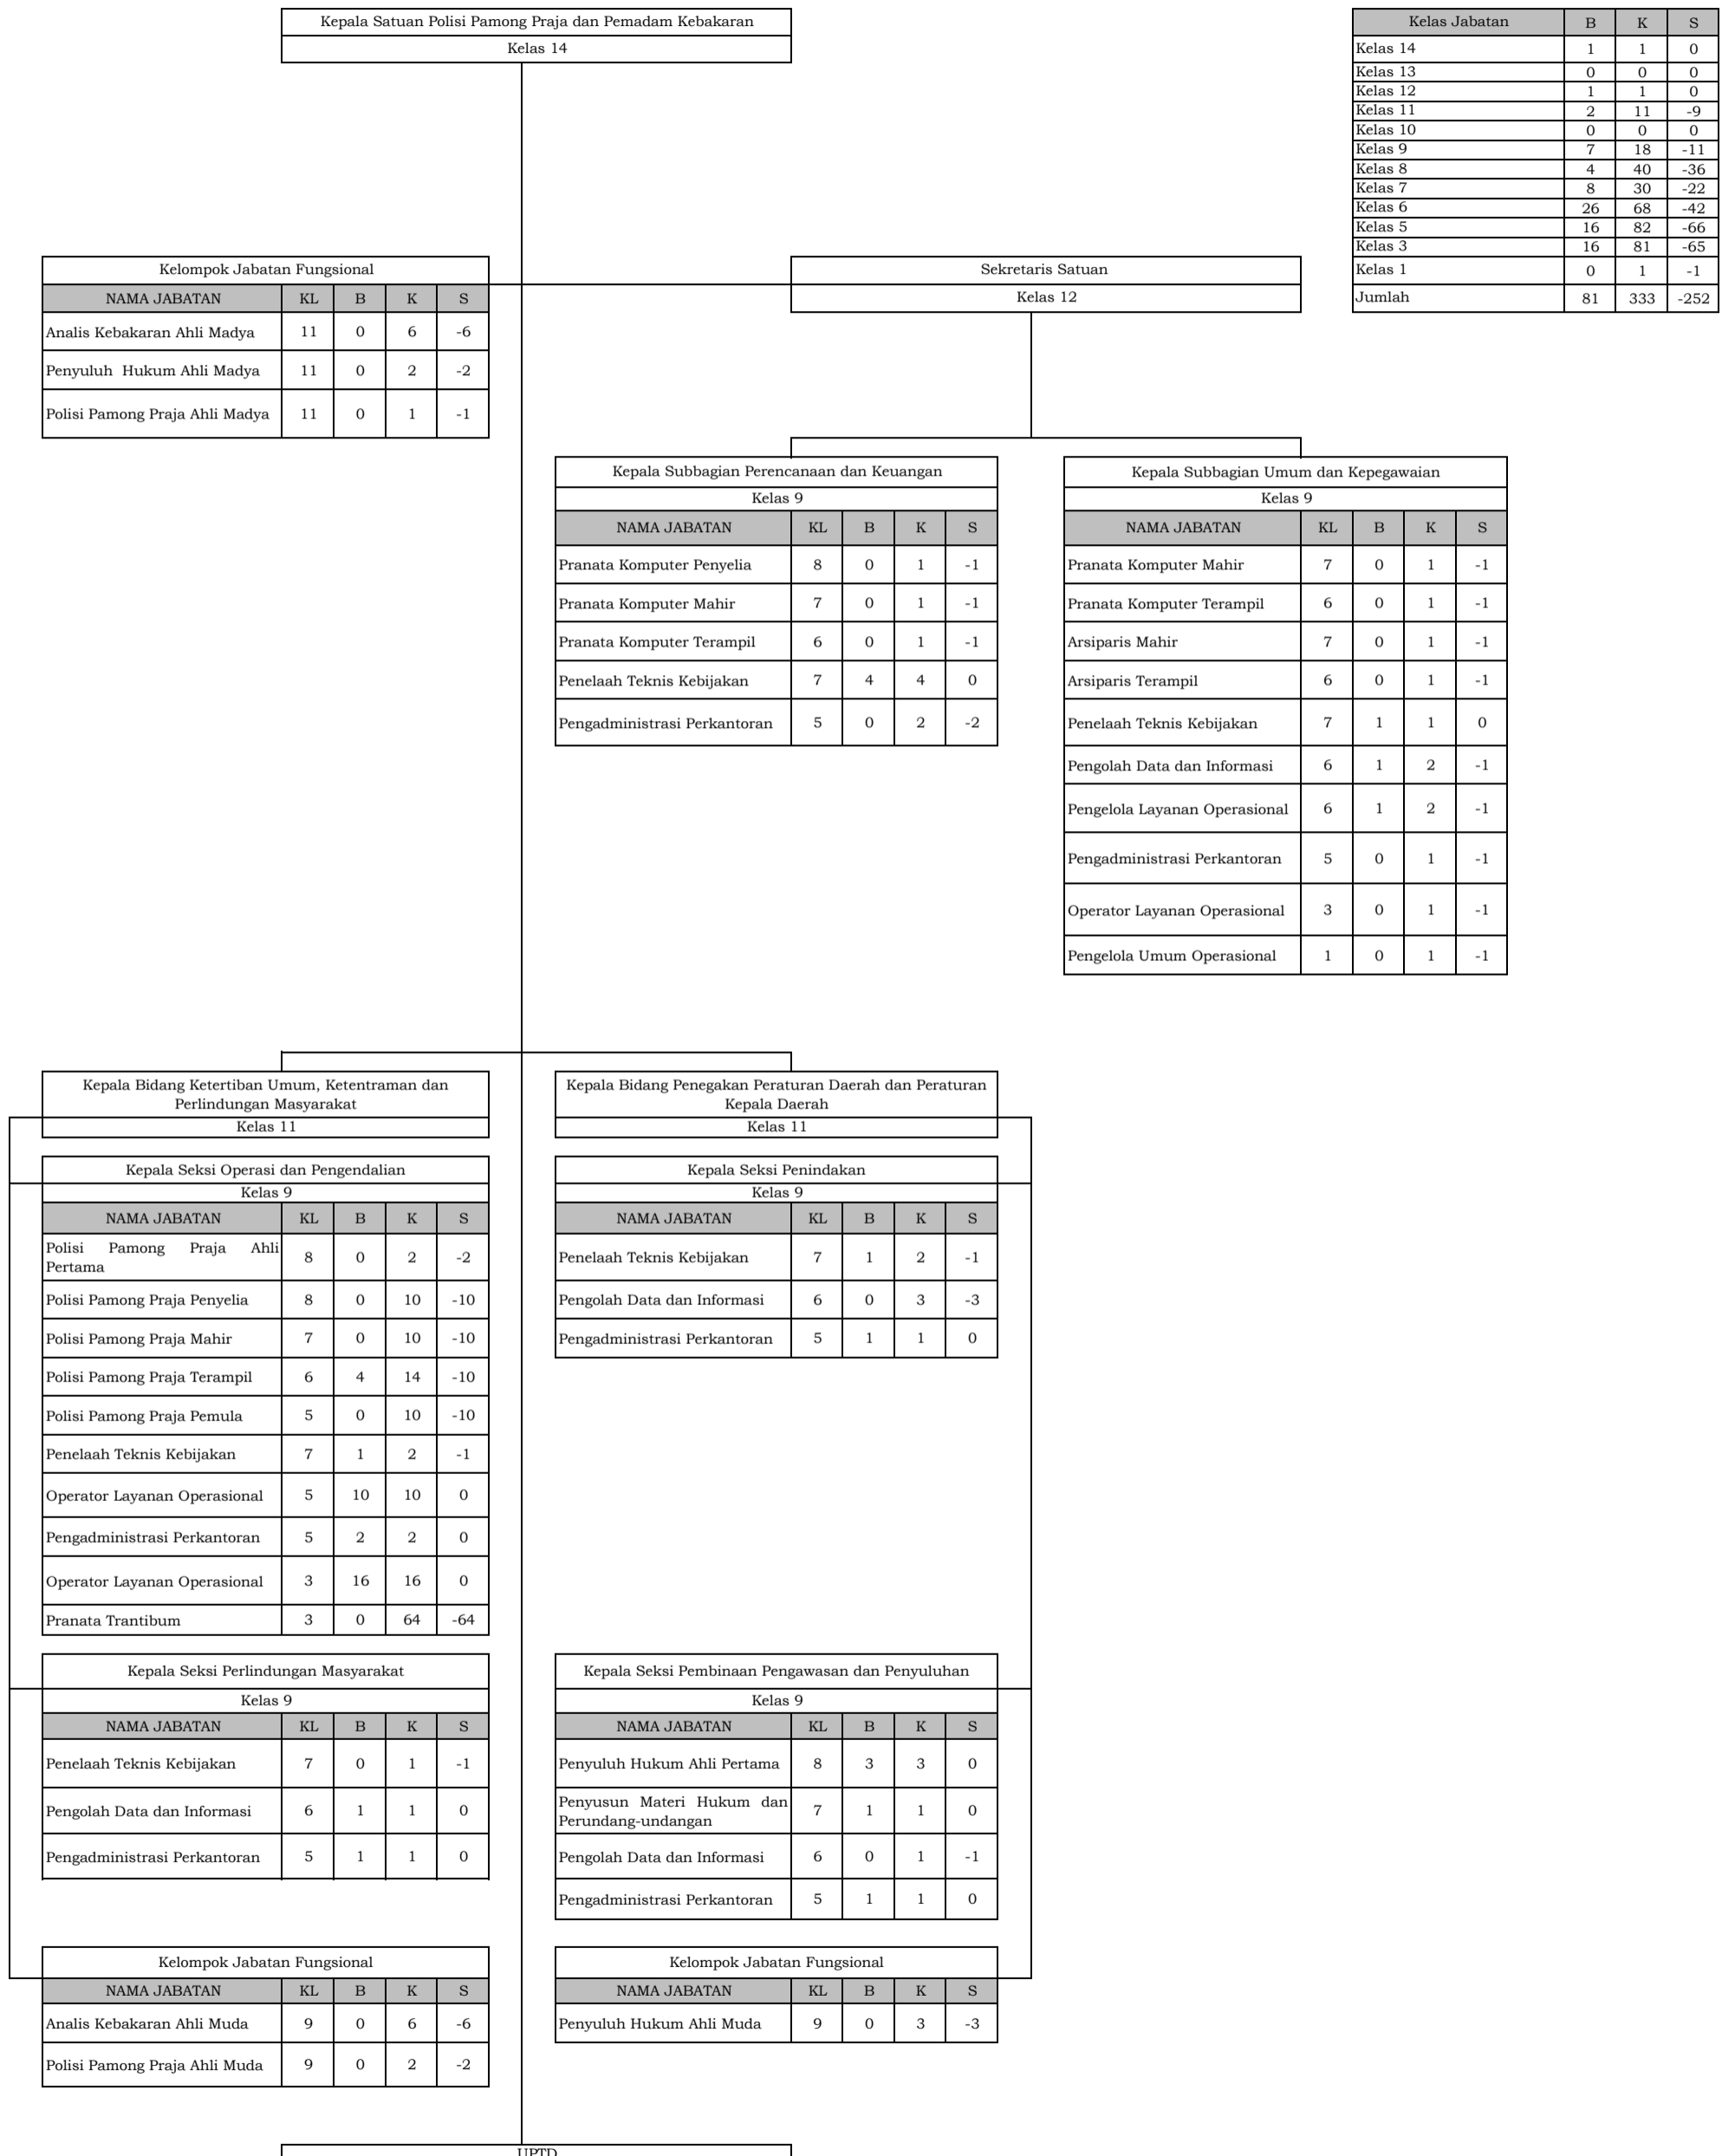 Kepala Satuan Polisi Pamong Praja dan Pemadam Kebakaran
Kelas 14
Kelas Jabatan B K S
Kelas 14 1 1 0
Kelas 13 0 0 0
Kelas 12 1 1 0
Kelas 11 2 11 -9
Kelas 10 0 0 0
Kelas 9 7 18 -11
Kelas 8 4 40 -36
Kelas 7 8 30 -22
Kelas 6 26 68 -42
Kelas 5 16 82 -66
Kelas 3 16 81 -65
Kelas 1 0 1 -1
Jumlah 81 333 -252
Kelompok Jabatan Fungsional
NAMA JABATAN KL B K S
Analis Kebakaran Ahli Madya 11 0 6 -6
Penyuluh Hukum Ahli Madya 11 0 2 -2
Polisi Pamong Praja Ahli Madya 11 0 1 -1
Sekretaris Satuan
Kelas 12
Kepala Subbagian Perencanaan dan Keuangan
Kelas 9
NAMA JABATAN KL B K S
Pranata Komputer Penyelia 8 0 1 -1
Pranata Komputer Mahir 7 0 1 -1
Pranata Komputer Terampil 6 0 1 -1
Penelaah Teknis Kebijakan 7 4 4 0
Pengadministrasi Perkantoran 5 0 2 -2
Kepala Subbagian Umum dan Kepegawaian
Kelas 9
NAMA JABATAN KL B K S
Pranata Komputer Mahir 7 0 1 -1
Pranata Komputer Terampil 6 0 1 -1
Arsiparis Mahir 7 0 1 -1
Arsiparis Terampil 6 0 1 -1
Penelaah Teknis Kebijakan 7 1 1 0
Pengolah Data dan Informasi 6 1 2 -1
Pengelola Layanan Operasional 6 1 2 -1
Pengadministrasi Perkantoran 5 0 1 -1
Operator Layanan Operasional 3 0 1 -1
Pengelola Umum Operasional 1 0 1 -1
Kepala Bidang Ketertiban Umum, Ketentraman dan
Perlindungan Masyarakat
Kelas 11
Kepala Seksi Operasi dan Pengendalian
Kelas 9
NAMA JABATAN KL B K S
Polisi Pamong Praja Ahli
Pertama 8 0 2 -2
Polisi Pamong Praja Penyelia 8 0 10 -10
Polisi Pamong Praja Mahir 7 0 10 -10
Polisi Pamong Praja Terampil 6 4 14 -10
Polisi Pamong Praja Pemula 5 0 10 -10
Penelaah Teknis Kebijakan 7 1 2 -1
Operator Layanan Operasional 5 10 10 0
Pengadministrasi Perkantoran 5 2 2 0
Operator Layanan Operasional 3 16 16 0
Pranata Trantibum 3 0 64 -64
Kepala Seksi Perlindungan Masyarakat
Kelas 9
NAMA JABATAN KL B K S
Penelaah Teknis Kebijakan 7 0 1 -1
Pengolah Data dan Informasi 6 1 1 0
Pengadministrasi Perkantoran 5 1 1 0
Kelompok Jabatan Fungsional
NAMA JABATAN KL B K S
Analis Kebakaran Ahli Muda 9 0 6 -6
Polisi Pamong Praja Ahli Muda 9 0 2 -2
Kepala Bidang Penegakan Peraturan Daerah dan Peraturan
Kepala Daerah
Kelas 11
Kepala Seksi Penindakan
Kelas 9
NAMA JABATAN KL B K S
Penelaah Teknis Kebijakan 7 1 2 -1
Pengolah Data dan Informasi 6 0 3 -3
Pengadministrasi Perkantoran 5 1 1 0
Kepala Seksi Pembinaan Pengawasan dan Penyuluhan
Kelas 9
NAMA JABATAN KL B K S
Penyuluh Hukum Ahli Pertama 8 3 3 0
Penyusun Materi Hukum dan
Perundang-undangan 7 1 1 0
Pengolah Data dan Informasi 6 0 1 -1
Pengadministrasi Perkantoran 5 1 1 0
Kelompok Jabatan Fungsional
NAMA JABATAN KL B K S
Penyuluh Hukum Ahli Muda 9 0 3 -3
UPTD